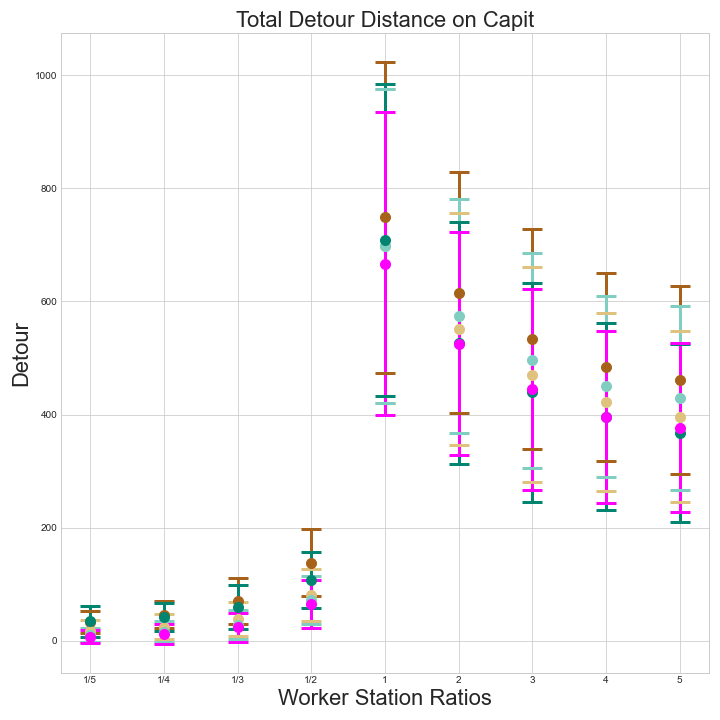 Total Detour Distance on Capit
Detour
1000
800
600
400
200
0
1/5 1/4 1/3 1/2 1 2 3 4 5
Worker Station Ratios